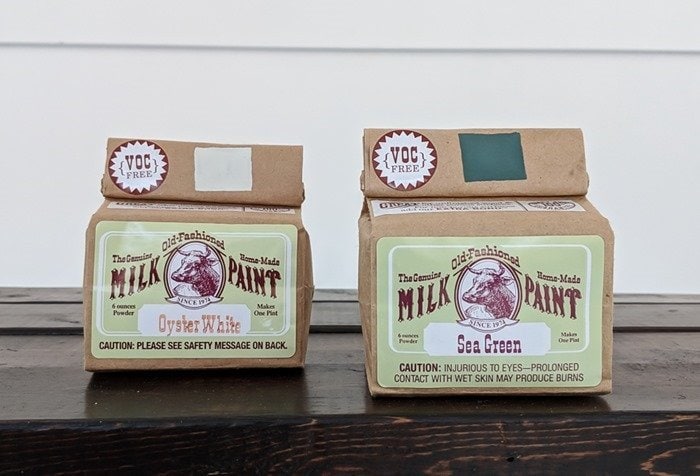 VOC
FREE
The Genuine
Old-Fashioned
Home-Made
MILK PAINT
SINCE 1974
6 ounces
Powder
Makes
One Pint
Oyster White
CAUTION: PLEASE SEE SAFETY MESSAGE ON BACK.
VOC
FREE
EXTRA-BOND
The Genuine
Old-Fashioned
Home-Made
MILK PAINT
SINCE 1974
6 ounces
Powder
Makes
One Pint
Sea Green
CAUTION: INJURIOUS TO EYES—PROLONGED
CONTACT WITH WET SKIN MAY PRODUCE BURNS